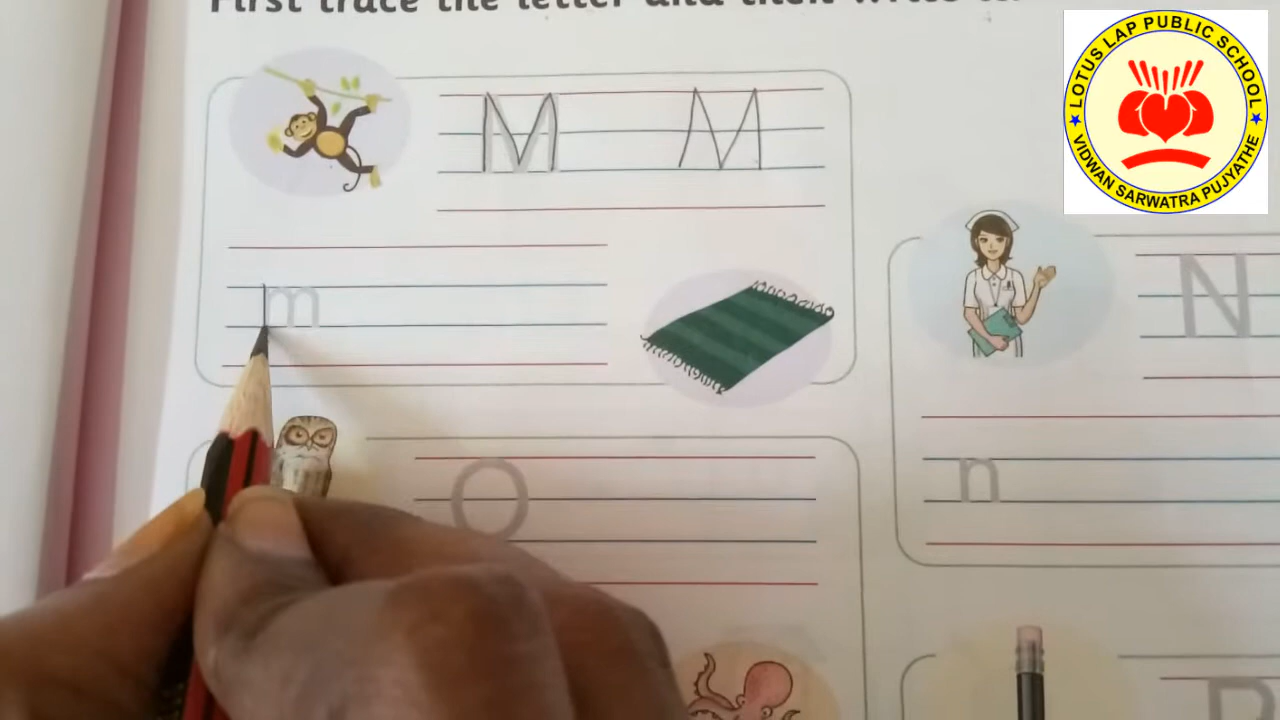 First trace the letter and then write
LOTUS LAP PUBLIC SCHOOL
VIDWAN SARWATRA PUJYATHE
M M
N
m
n
O